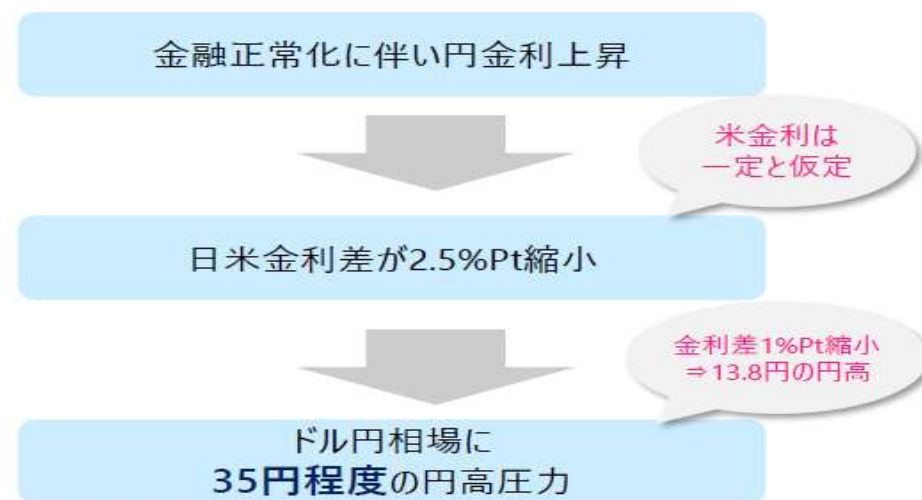 金融正常化に伴い円金利上昇
米金利は
一定と仮定
日米金利差が2.5%Pt縮小
金利差1%Pt縮小
⇒13.8円の円高
ドル円相場に
35円程度の円高圧力